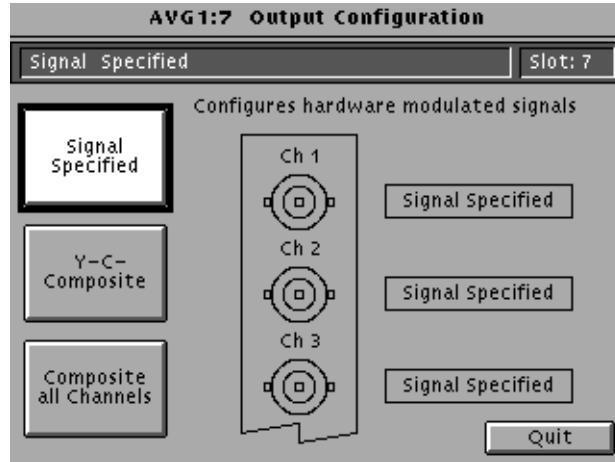 AVG1:7 Output Configuration
Signal Specified
Slot: 7
Configures hardware modulated signals
Signal
Specified
Y-C-
Composite
Composite
all Channels
Ch 1
Signal Specified
Ch 2
Signal Specified
Ch 3
Signal Specified
Quit